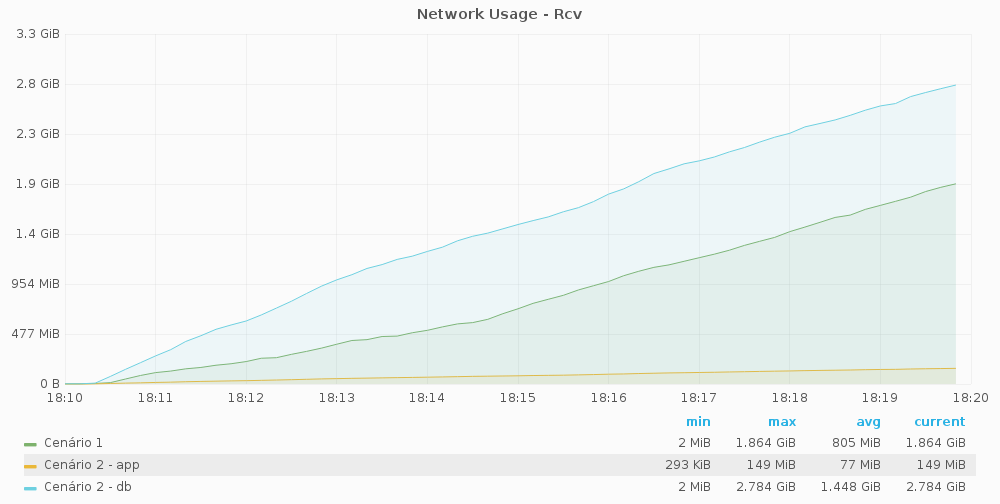 Network Usage - Rcv
3.3 GiB
2.8 GiB
2.3 GiB
1.9 GiB
1.4 GiB
954 MiB
477 MiB
0 B
18:10 18:11 18:12 18:13 18:14 18:15 18:16 18:17 18:18 18:19 18:20
min max avg current
Cenário 1 2 MiB 1.864 GiB 805 MiB 1.864 GiB
Cenário 2 - app 293 KiB 149 MiB 77 MiB 149 MiB
Cenário 2 - db 2 MiB 2.784 GiB 1.448 GiB 2.784 GiB